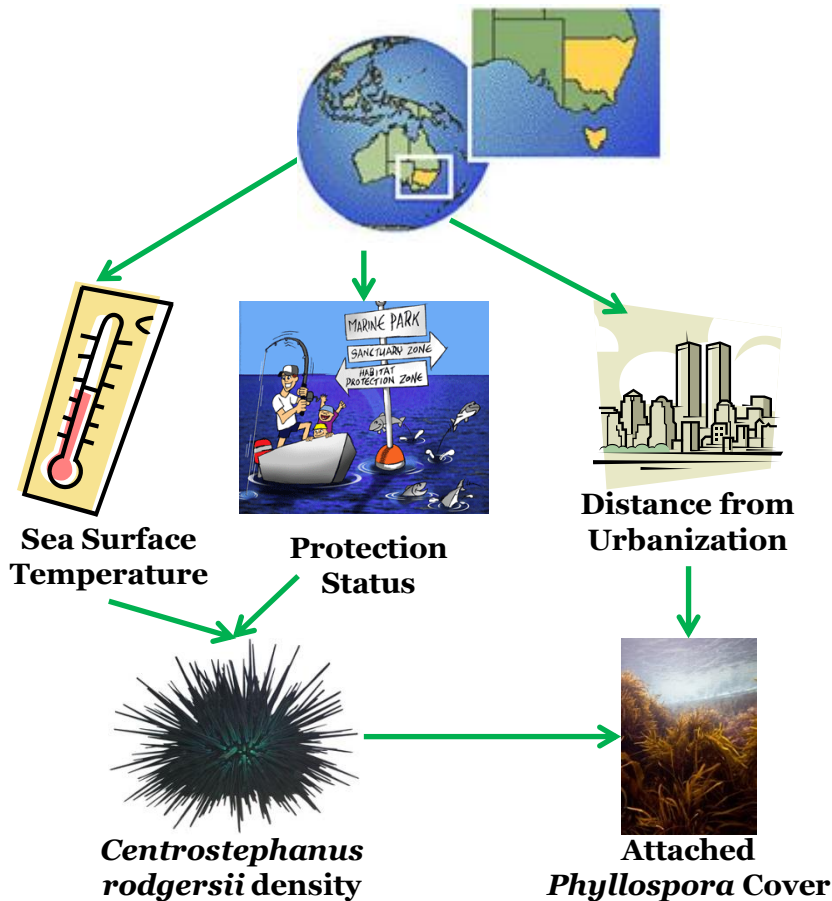 MARINE PARK
SANCTUARY ZONE
HABITAT
PROTECTION ZONE
Sea Surface
Temperature
Protection
Status
Distance from
Urbanization
Centrostephanus
rodgersii density
Attached
Phyllospora Cover